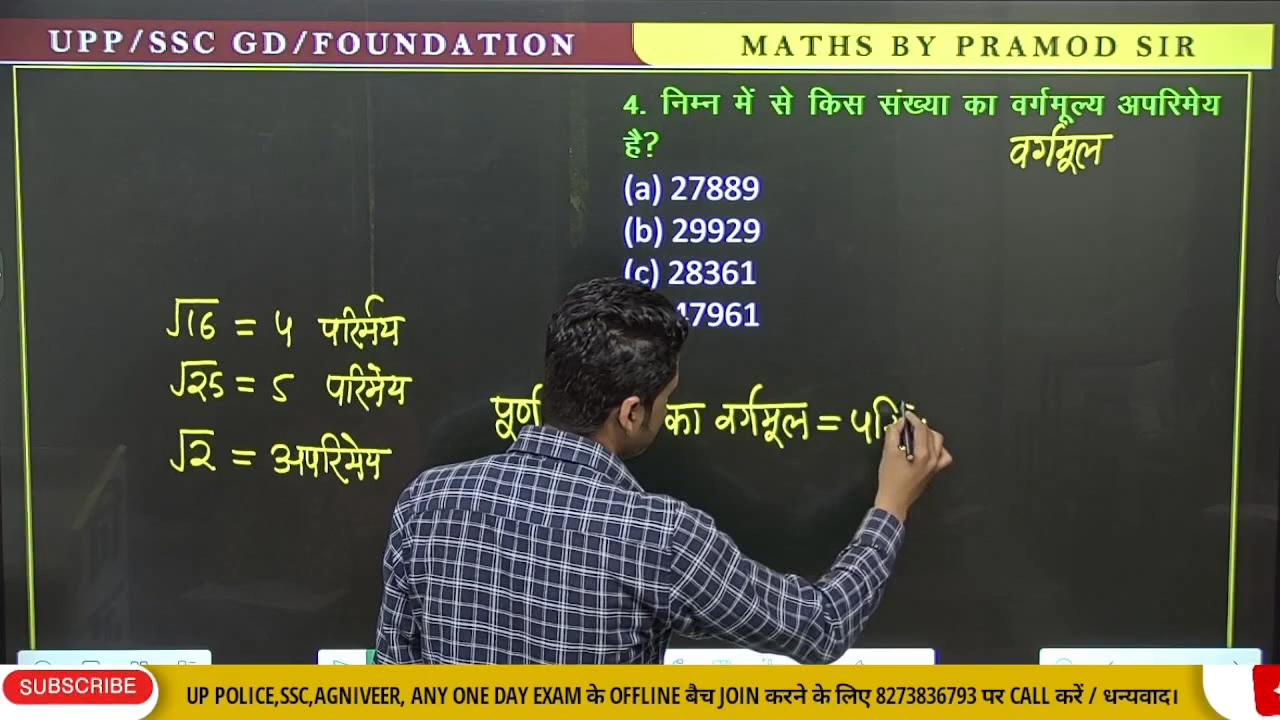 UPP/SSC GD/FOUNDATION
MATHS BY PRAMOD SIR
4. निम्न में से किस संख्या का वर्गमूल्य अपरिमेय
है?
वर्गमूल
(a) 27889
(b) 29929
(c) 28361
47961
√16 = 4 परिमेय
√25 = 5 परिमेय
√2 = अपरिमेय
पूर्ण का वर्गमूल =
SUBSCRIBE
UP POLICE,SSC,AGNIVEER, ANY ONE DAY EXAM के OFFLINE बैच JOIN करने के लिए 8273836793 पर CALL करें / धन्यवाद।